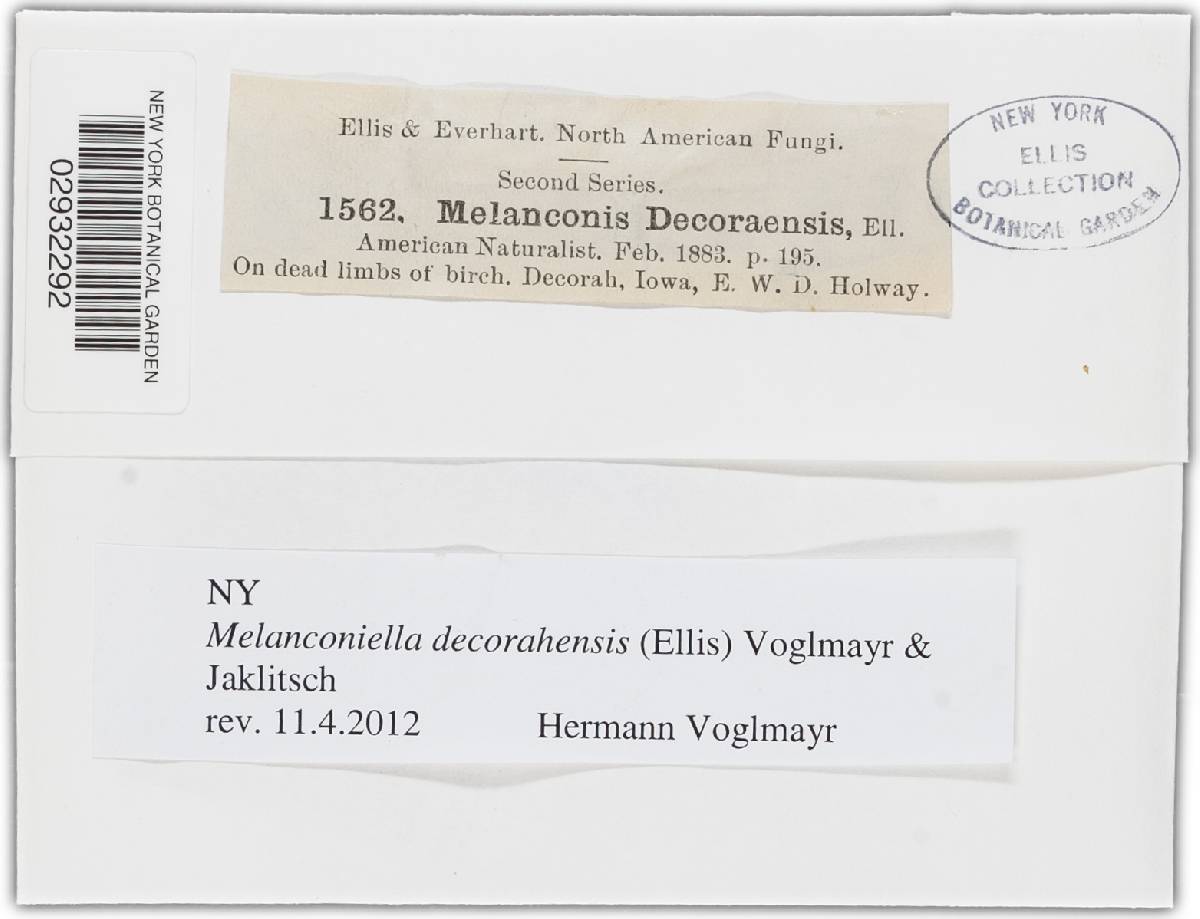 NEW YORK BOTANICAL GARDEN
02932292
Ellis & Everhart. North American Fungi.
Second Series.
1562. Melanconis Decoraensis, Ell.
American Naturalist. Feb. 1883. p. 195.
On dead limbs of birch. Decorah, Iowa, E. W. D. Holway.
NEW YORK
ELLIS
COLLECTION
BOTANICAL GARDEN
NY
Melanconiella decorahensis (Ellis) Voglmayr &
Jaklitsch
rev. 11.4.2012 Hermann Voglmayr